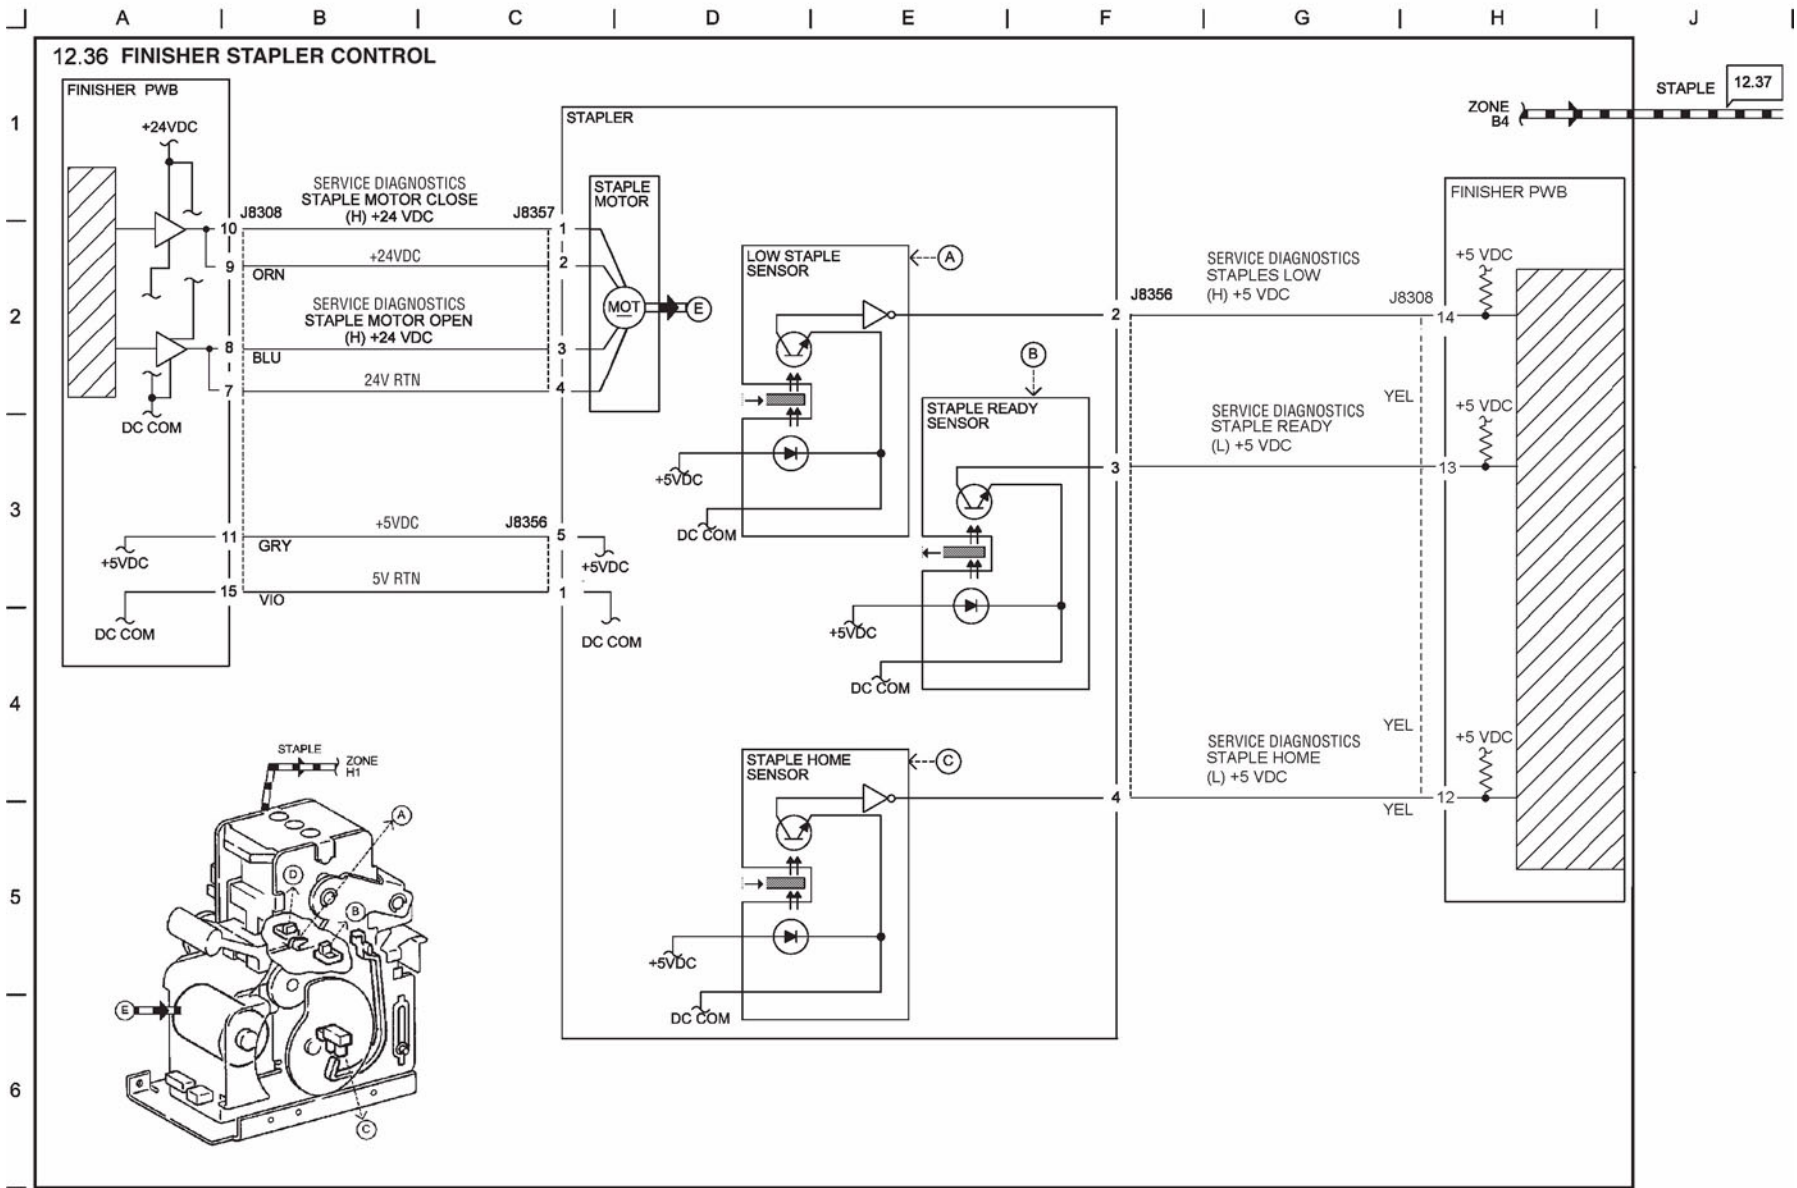 A B C D E F G H J
12.36 FINISHER STAPLER CONTROL
1
2
3
4
5
6
FINISHER PWB
+24VDC
J8308
10
9
ORN
8
BLU
7
DC COM
11
GRY
+5VDC
15
VIO
DC COM
SERVICE DIAGNOSTICS
STAPLE MOTOR CLOSE
(H) +24 VDC
+24VDC
SERVICE DIAGNOSTICS
STAPLE MOTOR OPEN
(H) +24 VDC
24V RTN
+5VDC
5V RTN
J8357
1
2
3
4
J8356
5
+5VDC
1
DC COM
STAPLER
STAPLE
MOTOR
MOT
E
LOW STAPLE
SENSOR
A
+5VDC
DC COM
B
STAPLE READY
SENSOR
+5VDC
DC COM
STAPLE HOME
SENSOR
C
+5VDC
DC COM
J8356
2
3
4
SERVICE DIAGNOSTICS
STAPLES LOW
(H) +5 VDC
SERVICE DIAGNOSTICS
STAPLE READY
(L) +5 VDC
SERVICE DIAGNOSTICS
STAPLE HOME
(L) +5 VDC
J8308
14
YEL
13
YEL
12
YEL
FINISHER PWB
+5 VDC
+5 VDC
+5 VDC
ZONE
B4
STAPLE
12.37
STAPLE
ZONE
H1
A
D
B
E
C